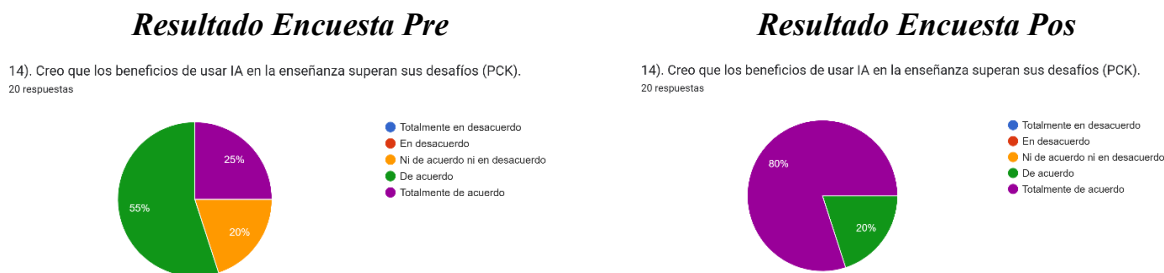 Resultado Encuesta Pre
14). Creo que los beneficios de usar IA en la enseñanza superan sus desafíos (PCK).
20 respuestas
25%
55%
20%
Totalmente en desacuerdo
En desacuerdo
Ni de acuerdo ni en desacuerdo
De acuerdo
Totalmente de acuerdo
Resultado Encuesta Pos
14). Creo que los beneficios de usar IA en la enseñanza superan sus desafíos (PCK).
20 respuestas
80%
20%
Totalmente en desacuerdo
En desacuerdo
Ni de acuerdo ni en desacuerdo
De acuerdo
Totalmente de acuerdo